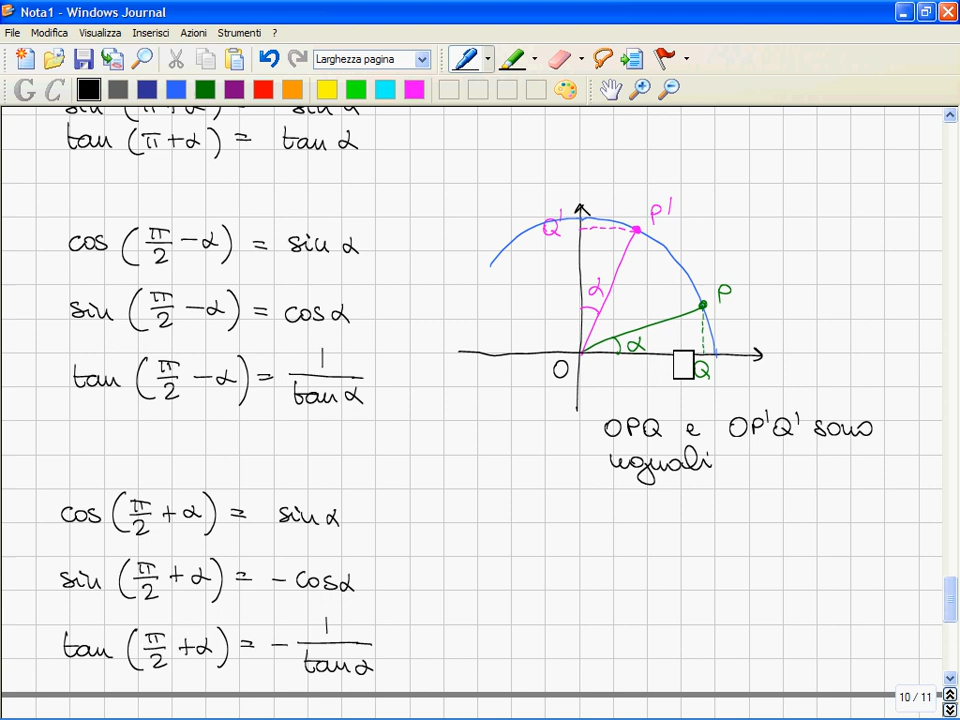 Nota1 - Windows Journal
File Modifica Visualizza Inserisci Azioni Strumenti ?
Larghezza pagina
G C
sin (π+α) = sin α
tan (π+α) = tan α
cos (π/2 - α) = sin α
sin (π/2 - α) = cos α
tan (π/2 - α) = 1/tan α
cos (π/2 + α) = sin α
sin (π/2 + α) = - cos α
tan (π/2 + α) = - 1/tan α
Q' P'
α
P
α
O Q
OPQ e OP'Q' sono
uguali
10 / 11